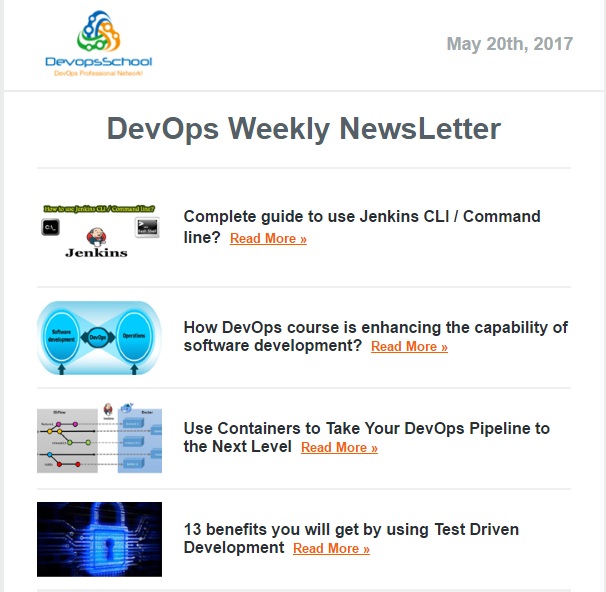 DevopsSchool
DevOps Professional Network!
May 20th, 2017
DevOps Weekly NewsLetter
How to use Jenkins CLI / Command line?
Jenkins
Complete guide to use Jenkins CLI / Command
line? Read More »
Software
development
DevOps
Operations
How DevOps course is enhancing the capability of
software development? Read More »
Use Containers to Take Your DevOps Pipeline to
the Next Level Read More »
13 benefits you will get by using Test Driven
Development Read More »